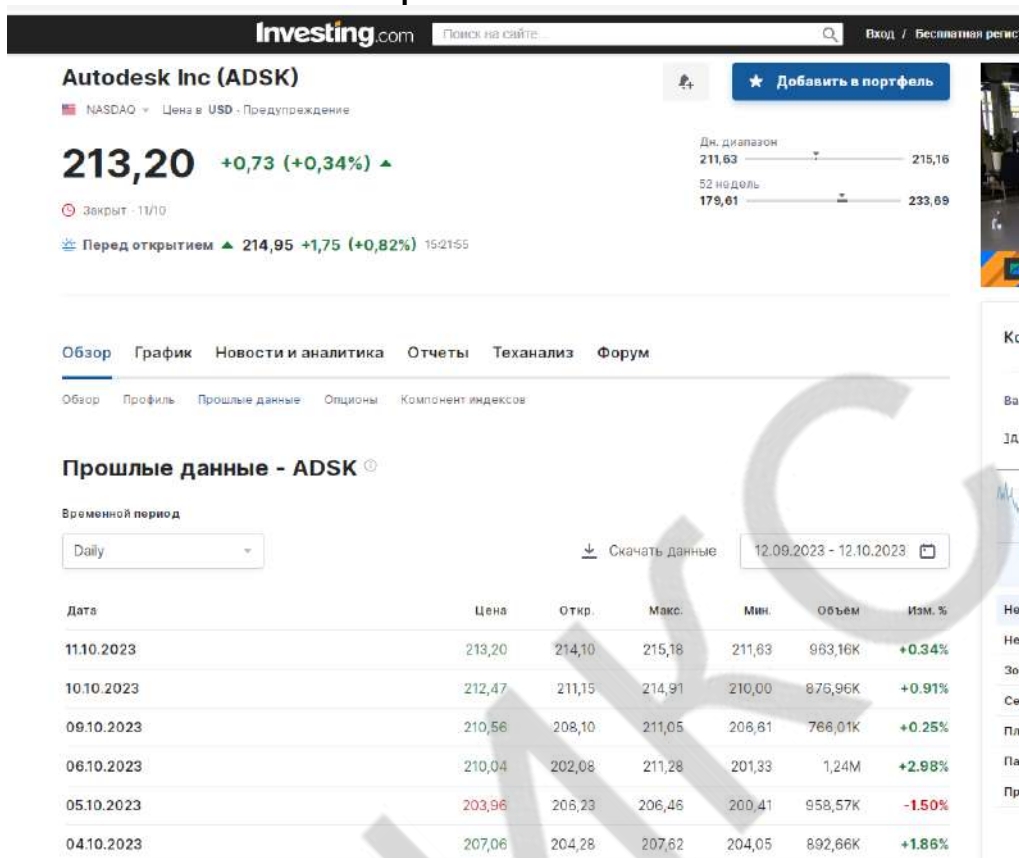 Investing.com Поиск на сайте... Вход / Бесплатная регист
Autodesk Inc (ADSK)
Добавить в портфель
NASDAQ Цена в USD - Предупреждение
213,20 +0,73 (+0,34%)
Дн. диапазон
211,63 215,16
52 недель
179,61 233,69
Закрыт · 11/10
Перед открытием 214,95 +1,75 (+0,82%) 15:21:55
Обзор График Новости и аналитика Отчеты Теханализ Форум
Обзор Профиль Прошлые данные Опционы Компонент индексов
Прошлые данные - ADSK
Временной период
Daily Скачать данные 12.09.2023 - 12.10.2023
Дата Цена Откр. Макс. Мин. Объём Изм. %
11.10.2023 213,20 214,10 215,18 211,63 963,16K +0.34%
10.10.2023 212,47 211,15 214,91 210,00 876,96K +0.91%
09.10.2023 210,56 208,10 211,05 206,61 766,01K +0.25%
06.10.2023 210,04 202,08 211,28 201,33 1,24M +2.98%
05.10.2023 203,96 206,23 206,46 200,41 958,57K -1.50%
04.10.2023 207,06 204,28 207,62 204,05 892,66K +1.86%